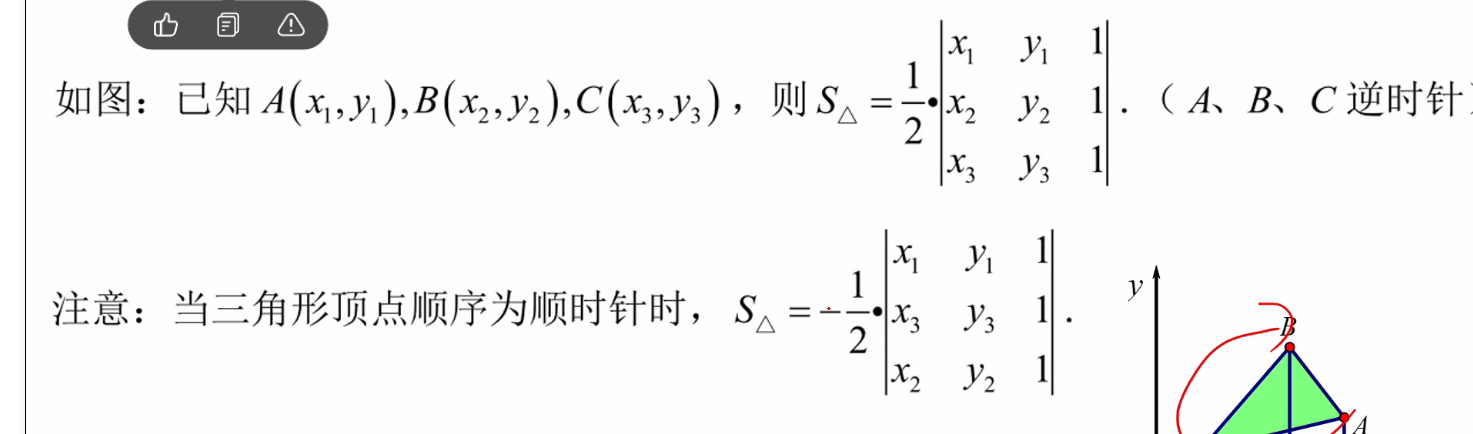 如图：已知 A(x₁,y₁),B(x₂,y₂),C(x₃,y₃)，则 S△ = 1/2 • |x₁ y₁ 1; x₂ y₂ 1; x₃ y₃ 1|．（ A、B、C 逆时针）
注意：当三角形顶点顺序为顺时针时，S△ = −1/2 • |x₁ y₁ 1; x₃ y₃ 1; x₂ y₂ 1|．
y
B
A